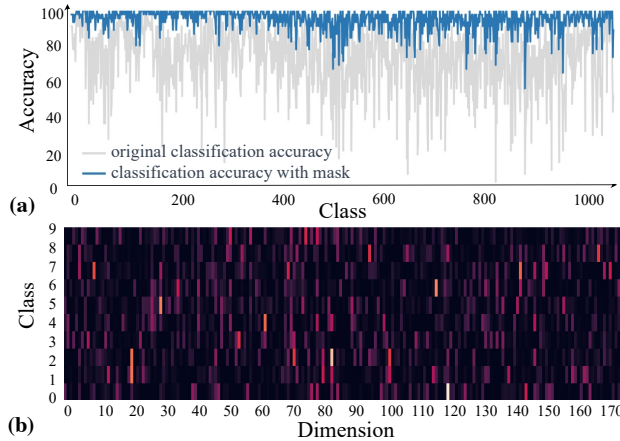 100
80
60
40
20
0
Accuracy
original classification accuracy
classification accuracy with mask
0 200 400 600 800 1000
Class
(a)
9
8
7
6
5
4
3
2
1
0
Class
0 10 20 30 40 50 60 70 80 90 100 110 120 130 140 150 160 170
Dimension
(b)